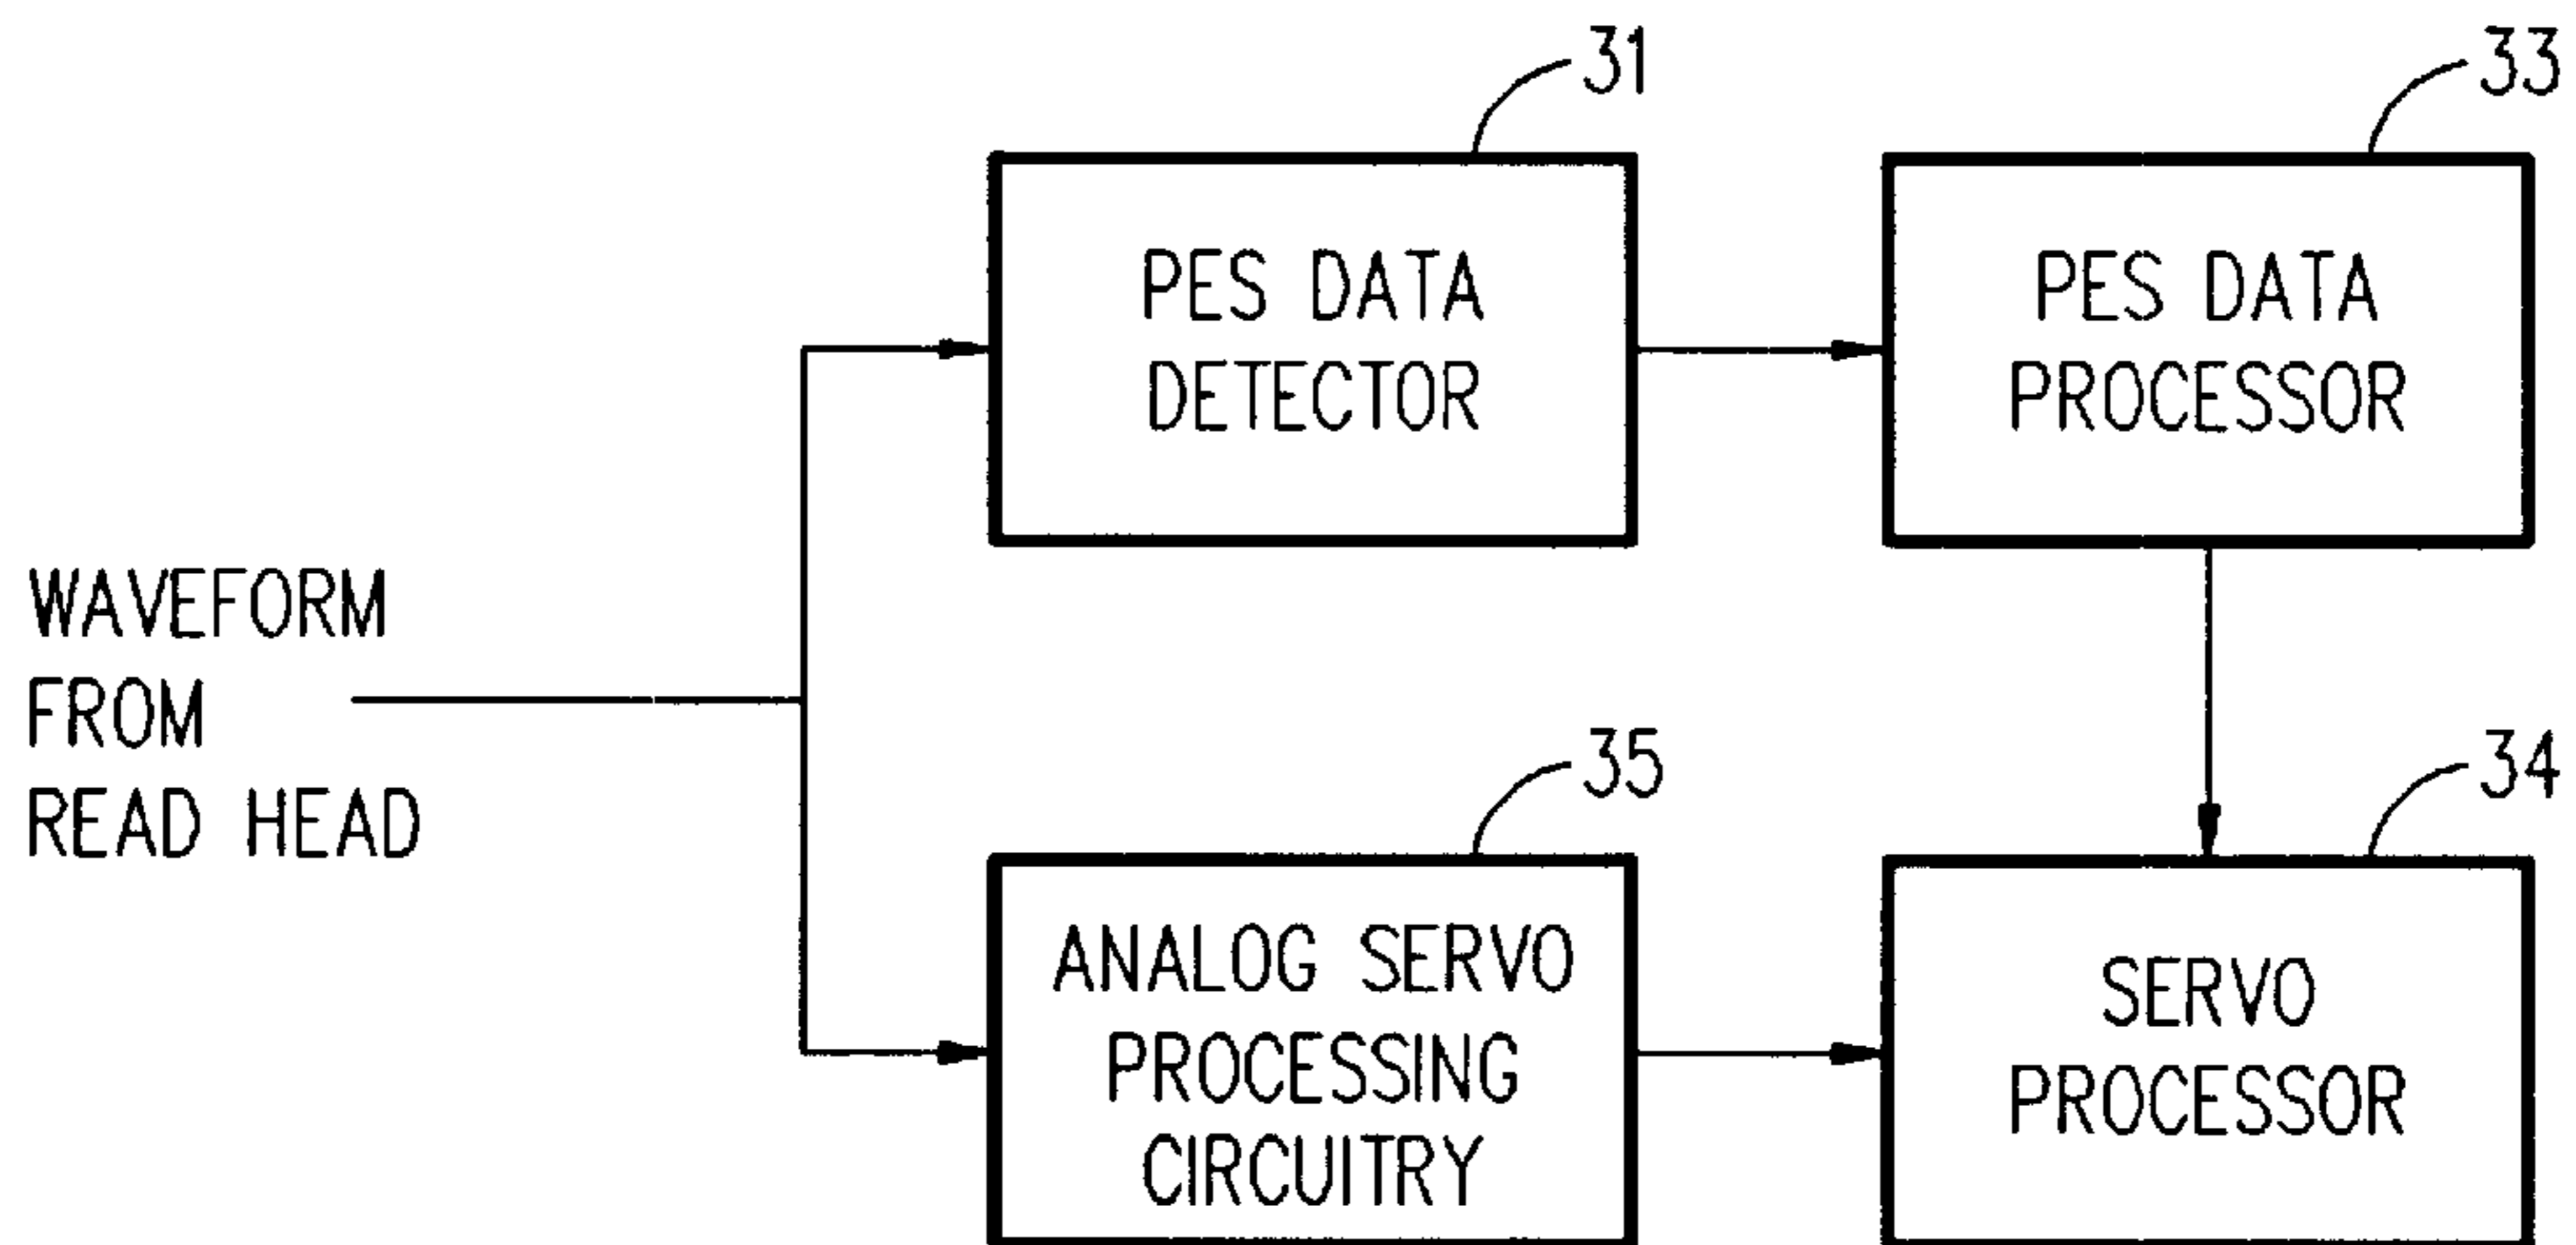 31
33
PES DATA
DETECTOR
PES DATA
PROCESSOR
WAVEFORM
FROM
READ HEAD
35
34
ANALOG SERVO
PROCESSING
CIRCUITRY
SERVO
PROCESSOR